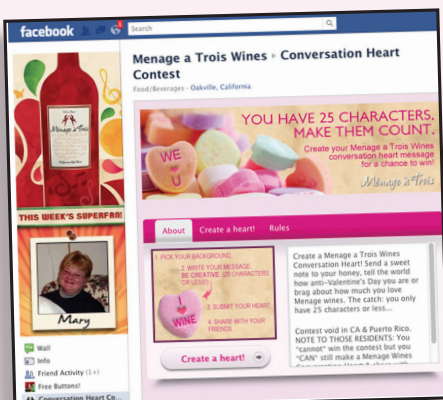 facebook
1
Search
Menage a Trois Wines ▸ Conversation Heart
Contest
Food/Beverages · Oakville, California
Ménage à Trois
THIS WEEK'S SUPERFAN!
Mary
Wall
Info
Friend Activity (1+)
Free Buttons!
Conversation Heart Co...
YOU HAVE 25 CHARACTERS.
MAKE THEM COUNT.
Create your Menage a Trois Wines
conversation heart message
for a chance to win!
Ménage à Trois
WE
U
About
Create a heart!
Rules
1. PICK YOUR BACKGROUND.
2. WRITE YOUR MESSAGE.
BE CREATIVE. (25 CHARACTERS
OR LESS!)
3. SUBMIT YOUR HEART.
4. SHARE WITH YOUR
FRIENDS.
I
WINE
Create a heart!
Create a Menage a Trois Wines
Conversation Heart! Send a sweet
note to your honey, tell the world
how anti-Valentine's Day you are or
brag about how much you love
Menage wines. The catch: you only
have 25 characters or less...
Contest void in CA & Puerto Rico.
NOTE TO THOSE RESIDENTS: You
*cannot* win the contest but you
*CAN* still make a Menage Wines